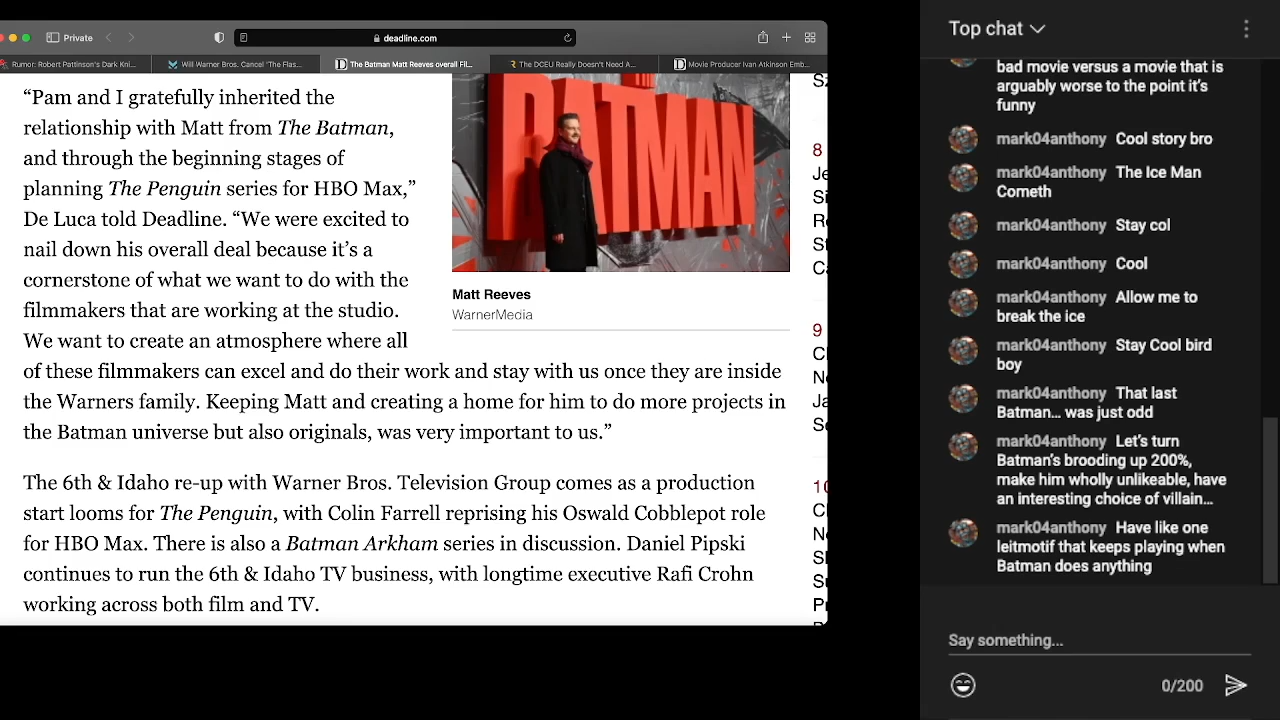 Private
deadline.com
Rumor: Robert Pattinson's Dark Kni...
Will Warner Bros. Cancel "The Flas...
The Batman Matt Reeves overall Fil...
The DCEU Really Doesn't Need A...
Movie Producer Ivan Atkinson Emb...
“Pam and I gratefully inherited the
relationship with Matt from The Batman,
and through the beginning stages of
planning The Penguin series for HBO Max,”
De Luca told Deadline. “We were excited to
nail down his overall deal because it’s a
cornerstone of what we want to do with the
filmmakers that are working at the studio.
We want to create an atmosphere where all
of these filmmakers can excel and do their work and stay with us once they are inside
the Warners family. Keeping Matt and creating a home for him to do more projects in
the Batman universe but also originals, was very important to us.”
BATMAN
Matt Reeves
WarnerMedia
The 6th & Idaho re-up with Warner Bros. Television Group comes as a production
start looms for The Penguin, with Colin Farrell reprising his Oswald Cobblepot role
for HBO Max. There is also a Batman Arkham series in discussion. Daniel Pipski
continues to run the 6th & Idaho TV business, with longtime executive Rafi Crohn
working across both film and TV.
8
9
Top chat
bad movie versus a movie that is
arguably worse to the point it’s
funny
mark04anthony Cool story bro
mark04anthony The Ice Man
Cometh
mark04anthony Stay col
mark04anthony Cool
mark04anthony Allow me to
break the ice
mark04anthony Stay Cool bird
boy
mark04anthony That last
Batman… was just odd
mark04anthony Let’s turn
Batman’s brooding up 200%,
make him wholly unlikeable, have
an interesting choice of villain…
mark04anthony Have like one
leitmotif that keeps playing when
Batman does anything
Say something...
0/200